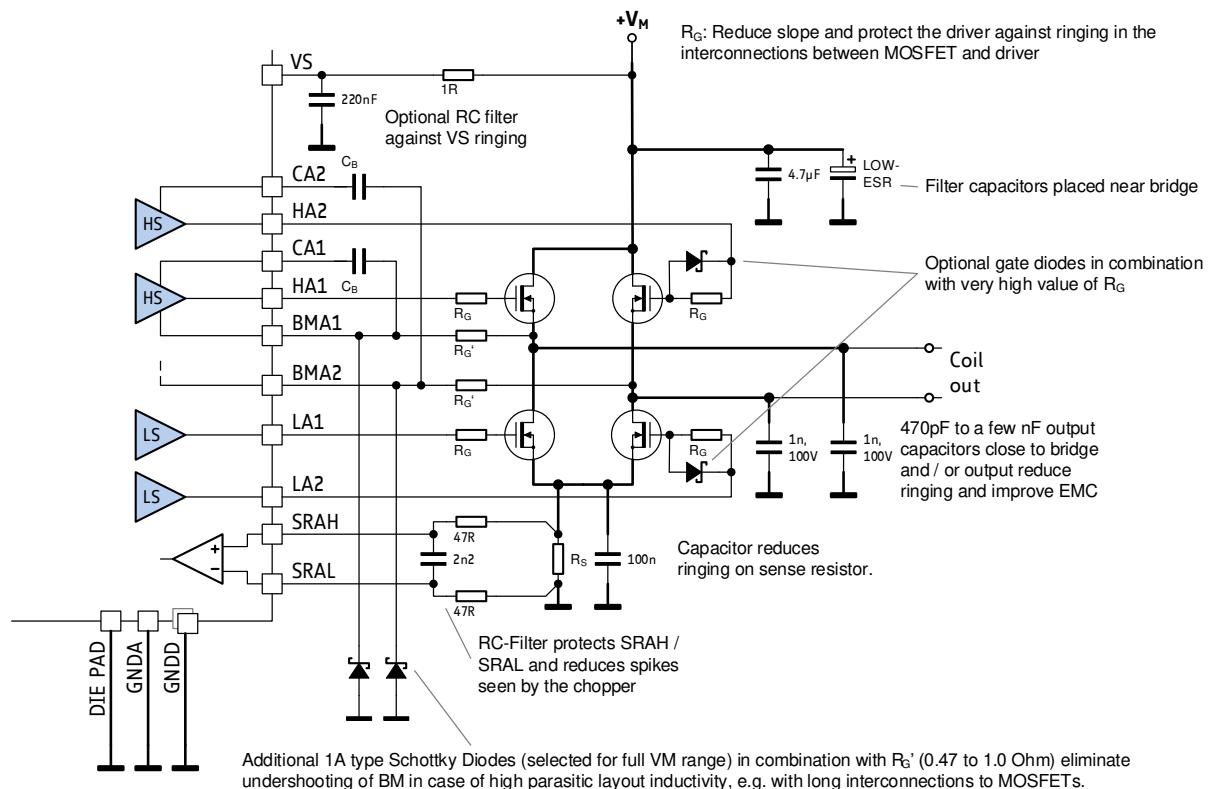 +VM
RG: Reduce slope and protect the driver against ringing in the
interconnections between MOSFET and driver
VS
1R
220nF
Optional RC filter
against VS ringing
4.7µF
+
LOW-
ESR
Filter capacitors placed near bridge
CA2
CB
HS
HA2
CA1
CB
HS
HA1
RG
RG
Optional gate diodes in combination
with very high value of RG
BMA1
RG'
Coil
out
BMA2
RG'
LS
LA1
RG
RG
1n,
100V
1n,
100V
470pF to a few nF output
capacitors close to bridge
and / or output reduce
ringing and improve EMC
LS
LA2
SRAH
47R
+
-
2n2
RS
100n
Capacitor reduces
ringing on sense resistor.
SRAL
47R
RC-Filter protects SRAH /
SRAL and reduces spikes
seen by the chopper
DIE PAD
GNDA
GNDD
Additional 1A type Schottky Diodes (selected for full VM range) in combination with RG' (0.47 to 1.0 Ohm) eliminate
undershooting of BM in case of high parasitic layout inductivity, e.g. with long interconnections to MOSFETs.